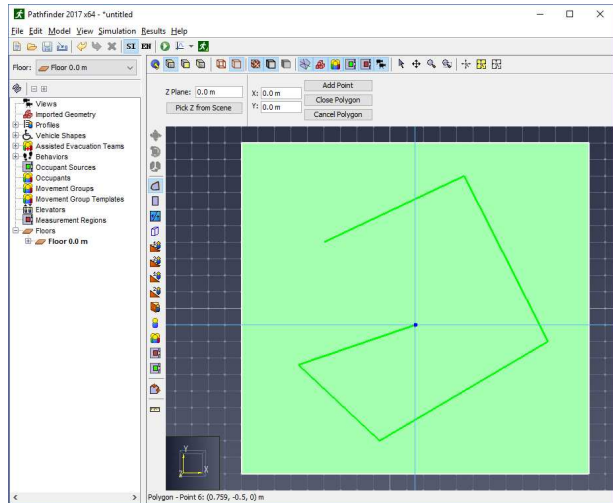 Pathfinder 2017 x64 - *untitled
File Edit Model View Simulation Results Help
SI EH
Floor: Floor 0.0 m
Z Plane: 0.0 m
X: 0.0 m
Add Point
Pick Z from Scene
Y: 0.0 m
Close Polygon
Cancel Polygon
Views
Imported Geometry
Profiles
Vehicle Shapes
Assisted Evacuation Teams
Behaviors
Occupant Sources
Occupants
Movement Groups
Movement Group Templates
Elevators
Measurement Regions
Floors
Floor 0.0 m
Y
Z X
Polygon - Point 6: (0.759, -0.5, 0) m